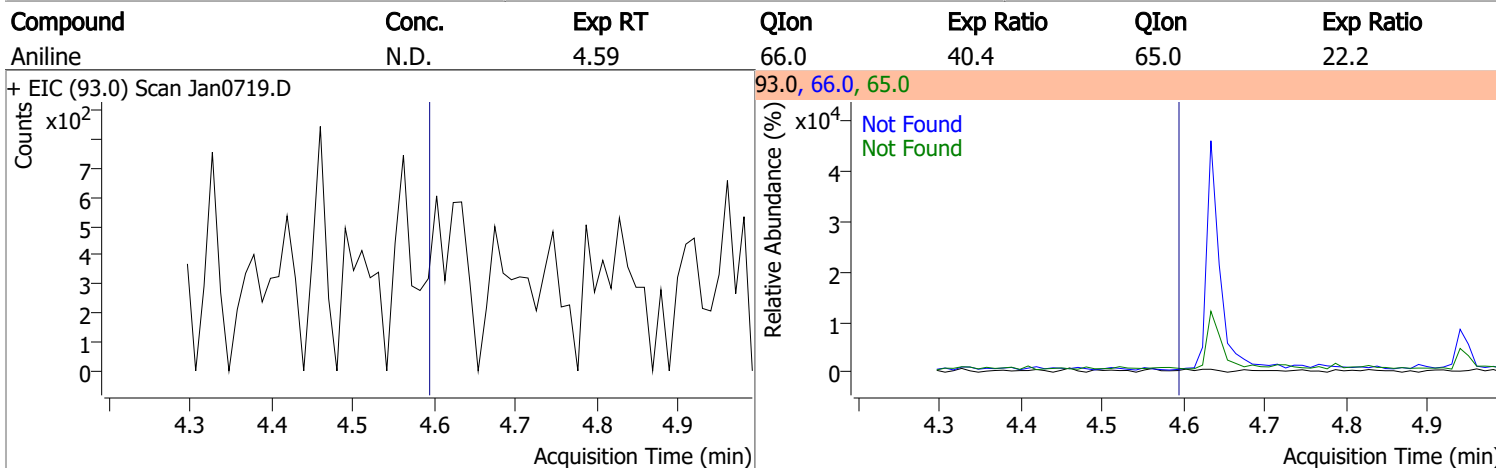 Compound Conc. Exp RT QIon Exp Ratio QIon Exp Ratio
Aniline N.D. 4.59 66.0 40.4 65.0 22.2
+ EIC (93.0) Scan Jan0719.D
Counts
x10²
7
6
5
4
3
2
1
0
4.3 4.4 4.5 4.6 4.7 4.8 4.9
Acquisition Time (min)
93.0, 66.0, 65.0
Relative Abundance (%)
x10⁴
Not Found
Not Found
4
3
2
1
0
4.3 4.4 4.5 4.6 4.7 4.8 4.9
Acquisition Time (min)